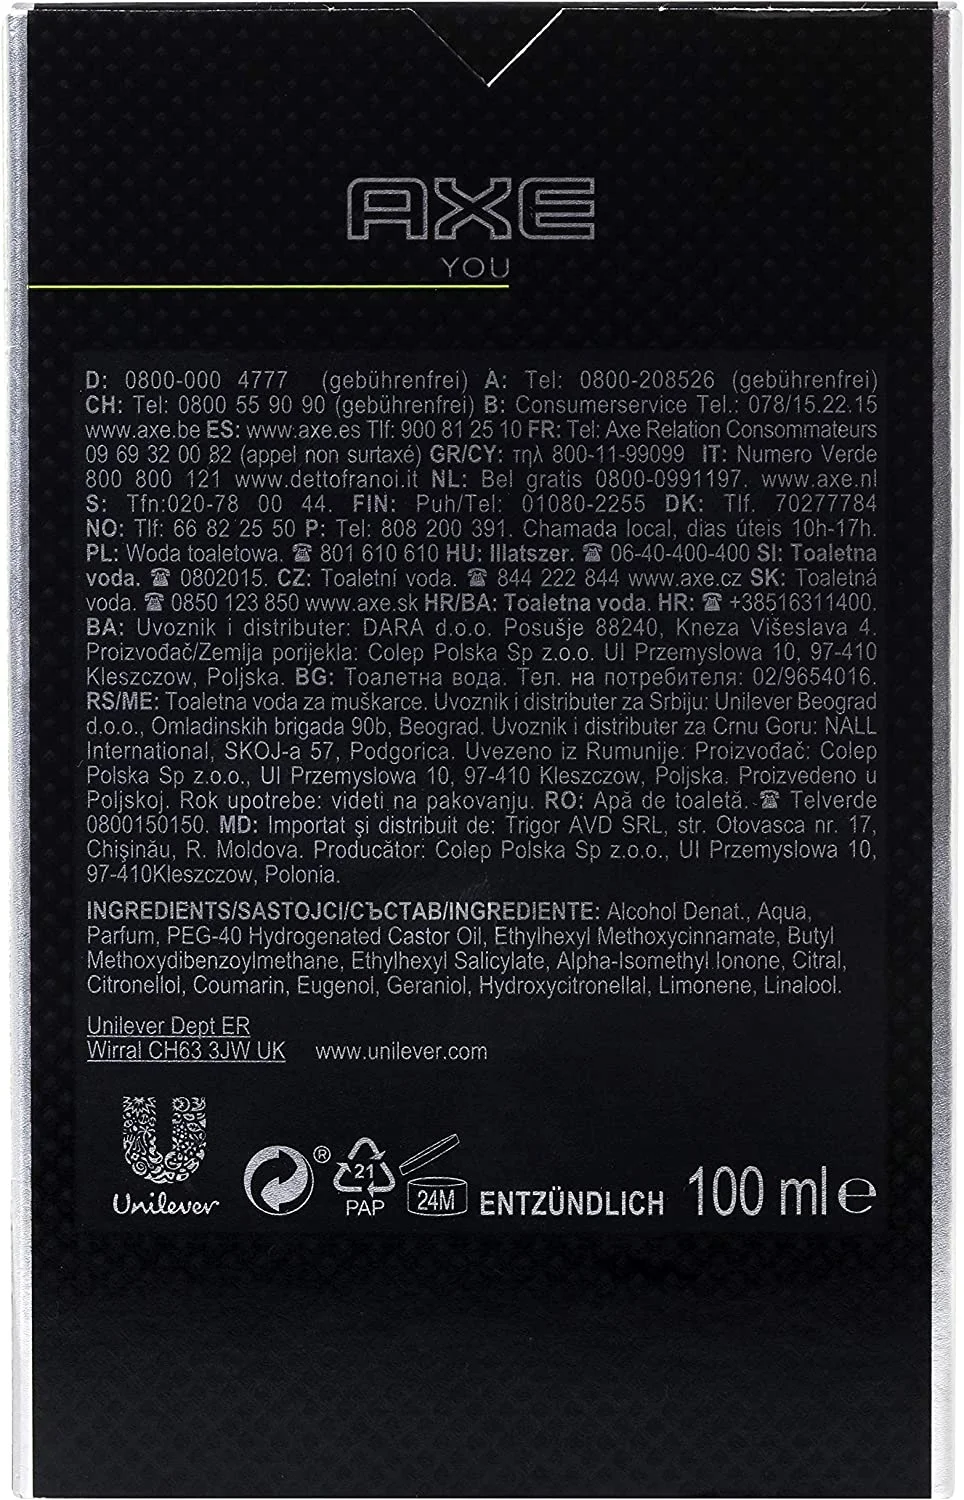 AXE
YOU
D: 0800-000 4777 (gebührenfrei) A: Tel: 0800-208526 (gebührenfrei)
CH: Tel: 0800 55 90 90 (gebührenfrei) B: Consumerservice Tel.: 078/15.22.15
www.axe.be ES: www.axe.es Tlf: 900 81 25 10 FR: Tel: Axe Relation Consommateurs
09 69 32 00 82 (appel non surtaxé) GR/CY: τηλ 800-11-99099 IT: Numero Verde
800 800 121 www.dettofranoi.it NL: Bel gratis 0800-0991197. www.axe.nl
S: Tfn:020-78 00 44. FIN: Puh/Tel: 01080-2255 DK: Tlf. 70277784
NO: Tlf: 66 82 25 50 P: Tel: 808 200 391. Chamada local, dias úteis 10h-17h.
PL: Woda toaletowa. ☎ 801 610 610 HU: Illatszer. ☎ 06-40-400-400 SI: Toaletna
voda. ☎ 0802015. CZ: Toaletní voda. ☎ 844 222 844 www.axe.cz SK: Toaletná
voda. ☎ 0850 123 850 www.axe.sk HR/BA: Toaletna voda. HR: ☎ +38516311400.
BA: Uvoznik i distributer: DARA d.o.o. Posušje 88240, Kneza Višeslava 4.
Proizvođač/Zemlja porijekla: Colep Polska Sp z.o.o. Ul Przemyslowa 10, 97-410
Kleszczow, Poljska. BG: Тоалетна вода. Тел. на потребителя: 02/9654016.
RS/ME: Toaletna voda za muškarce. Uvoznik i distributer za Srbiju: Unilever Beograd
d.o.o., Omladinskih brigada 90b, Beograd. Uvoznik i distributer za Crnu Goru: NALL
International, SKOJ-a 57, Podgorica. Uvezeno iz Rumunije. Proizvođač: Colep
Polska Sp z.o.o., Ul Przemyslowa 10, 97-410 Kleszczow, Poljska. Proizvedeno u
Poljskoj. Rok upotrebe: videti na pakovanju. RO: Apă de toaletă. ☎ Telverde
0800150150. MD: Importat şi distribuit de: Trigor AVD SRL, str. Otovasca nr. 17,
Chişinău, R. Moldova. Producător: Colep Polska Sp z.o.o., Ul Przemyslowa 10,
97-410Kleszczow, Polonia.
INGREDIENTS/SASTOJCI/СЪСТАВ/INGREDIENTE: Alcohol Denat., Aqua,
Parfum, PEG-40 Hydrogenated Castor Oil, Ethylhexyl Methoxycinnamate, Butyl
Methoxydibenzoylmethane, Ethylhexyl Salicylate, Alpha-Isomethyl Ionone, Citral,
Citronellol, Coumarin, Eugenol, Geraniol, Hydroxycitronellal, Limonene, Linalool.
Unilever Dept ER
Wirral CH63 3JW UK www.unilever.com
Unilever ® 21 PAP 24M ENTZÜNDLICH 100 ml e